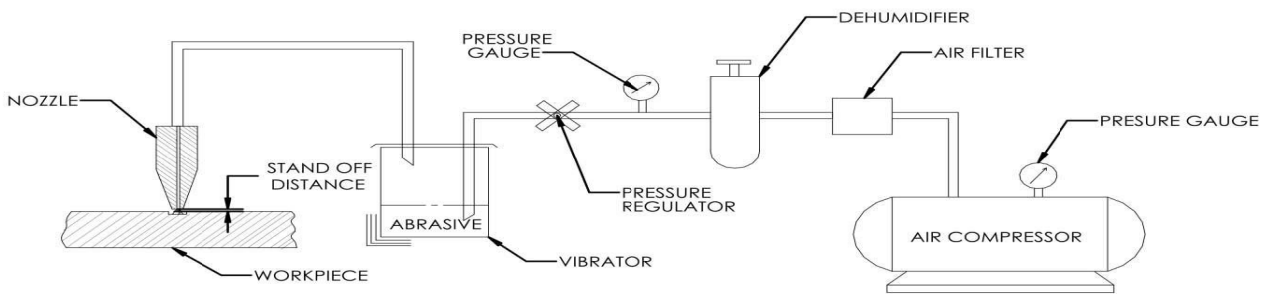 DEHUMIDIFIER
PRESSURE
GAUGE
AIR FILTER
NOZZLE
PRESURE GAUGE
STAND OFF
DISTANCE
PRESSURE
REGULATOR
ABRASIVE
AIR COMPRESSOR
VIBRATOR
WORKPIECE